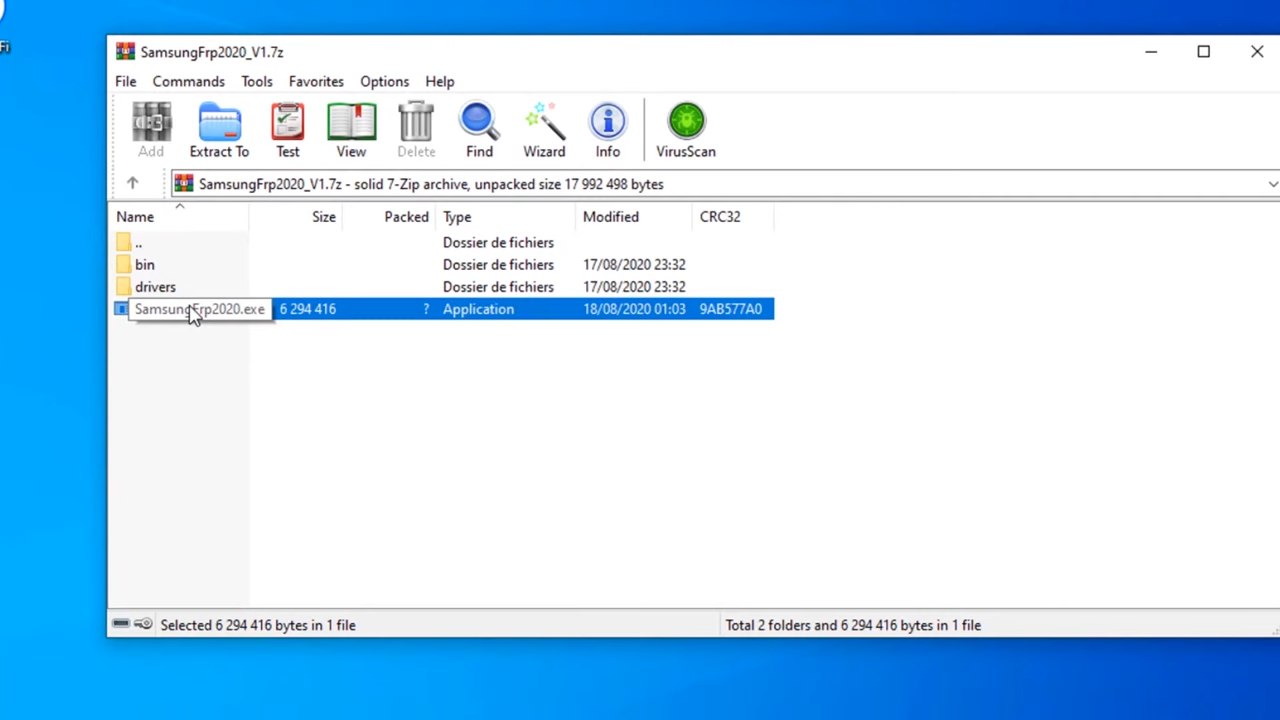 Fi
SamsungFrp2020_V1.7z
File Commands Tools Favorites Options Help
Add Extract To Test View Delete Find Wizard Info VirusScan
SamsungFrp2020_V1.7z - solid 7-Zip archive, unpacked size 17 992 498 bytes
Name Size Packed Type Modified CRC32
.. Dossier de fichiers
bin Dossier de fichiers 17/08/2020 23:32
drivers Dossier de fichiers 17/08/2020 23:32
SamsungFrp2020.exe 6 294 416 ? Application 18/08/2020 01:03 9AB577A0
Selected 6 294 416 bytes in 1 file Total 2 folders and 6 294 416 bytes in 1 file